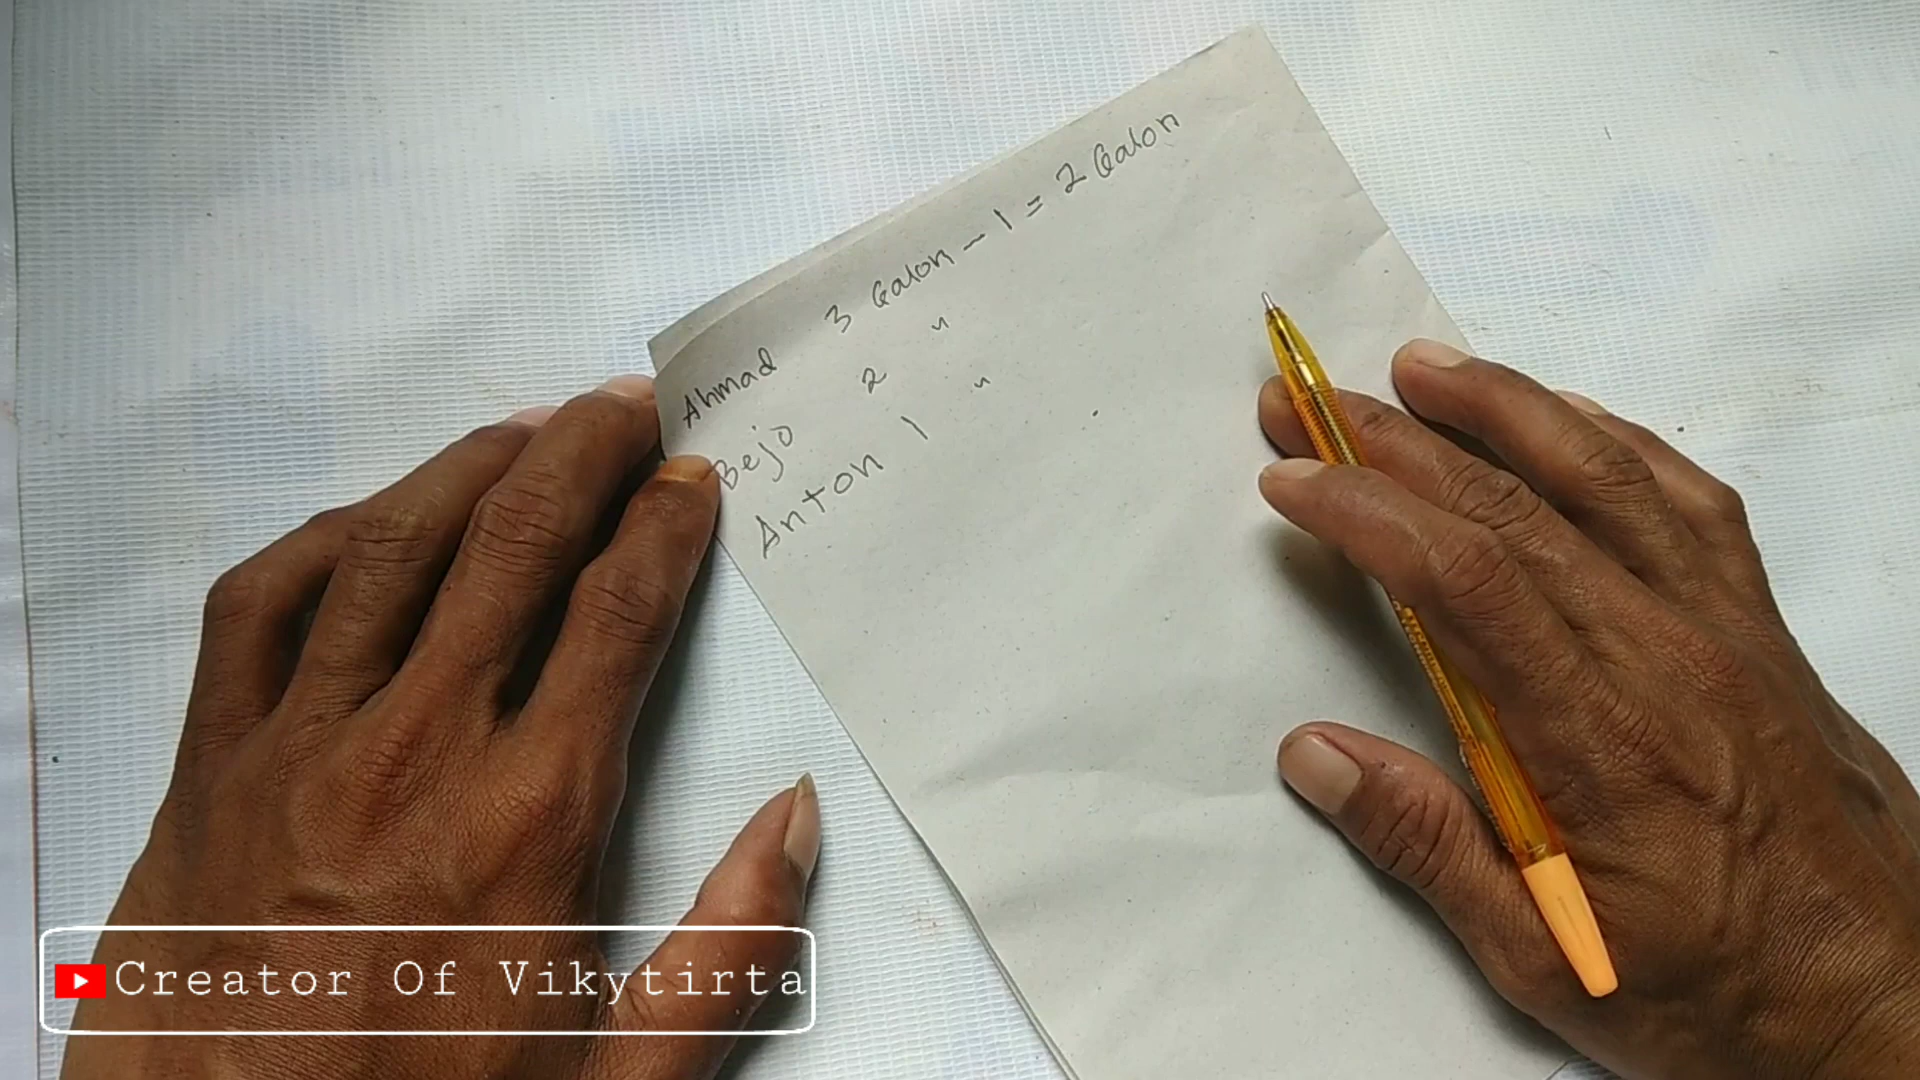 Ahmad 3 Galon - 1 = 2 Galon
Bejo 2 "
Anton 1 "
Creator Of Vikytirta